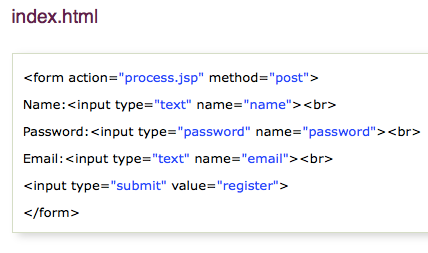 index.html
<form action="process.jsp" method="post">
Name:<input type="text" name="name"><br>
Password:<input type="password" name="password"><br>
Email:<input type="text" name="email"><br>
<input type="submit" value="register">
</form>